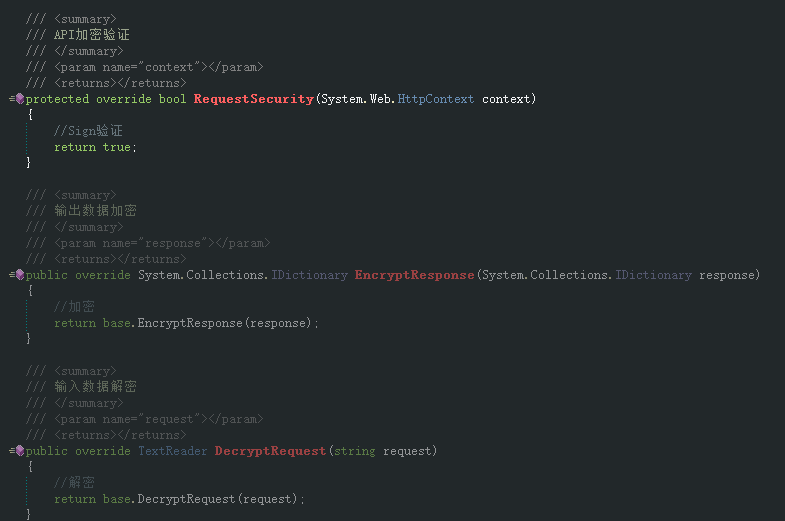 /// <summary>
/// API加密验证
/// </summary>
/// <param name="context"></param>
/// <returns></returns>
protected override bool RequestSecurity(System.Web.HttpContext context)
{
//Sign验证
return true;
}
/// <summary>
/// 输出数据加密
/// </summary>
/// <param name="response"></param>
/// <returns></returns>
public override System.Collections.IDictionary EncryptResponse(System.Collections.IDictionary response)
{
//加密
return base.EncryptResponse(response);
}
/// <summary>
/// 输入数据解密
/// </summary>
/// <param name="request"></param>
/// <returns></returns>
public override TextReader DecryptRequest(string request)
{
//解密
return base.DecryptRequest(request);
}